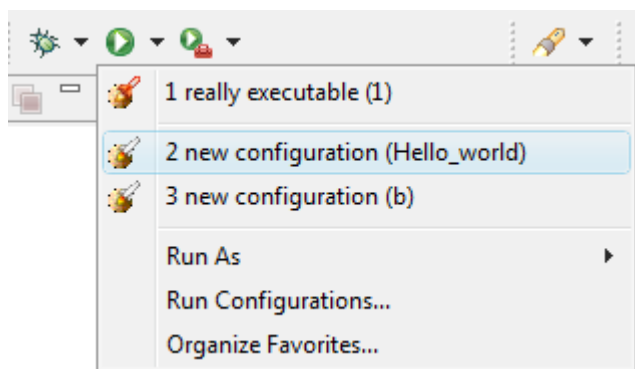 1 really executable (1)
2 new configuration (Hello_world)
3 new configuration (b)
Run As
Run Configurations...
Organize Favorites...